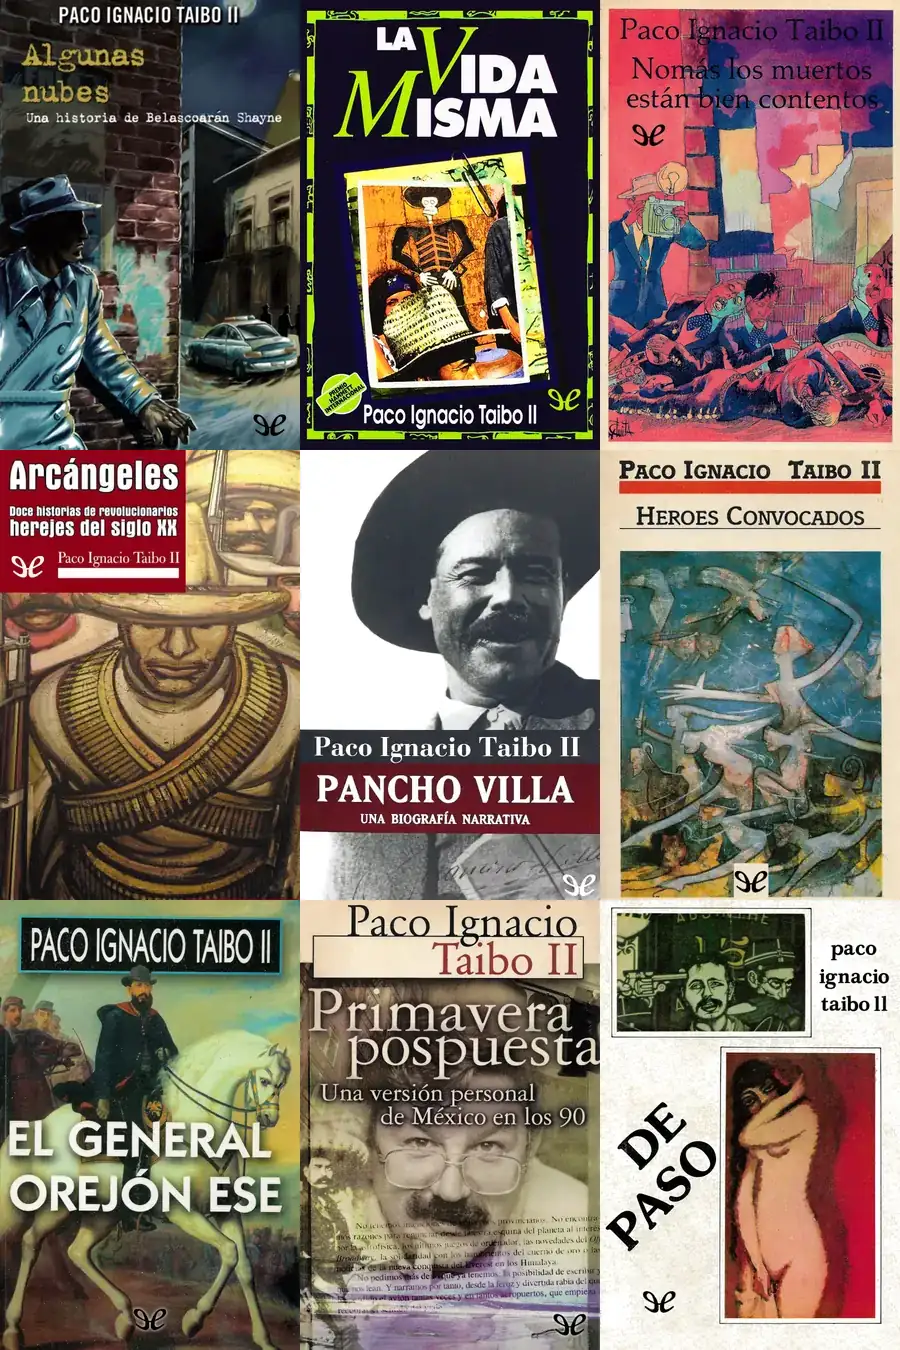 PACO IGNACIO TAIBO II
Algunas
nubes
Una historia de Belascoarán Shayne
LA VIDA
MISMA
PREMIO
HAMMETT
INTERNACIONAL
Paco Ignacio Taibo II
Paco Ignacio Taibo II
Nomás los muertos
están bien contentos
Arcángeles
Doce historias de revolucionarios
herejes del siglo XX
Paco Ignacio Taibo II
Paco Ignacio Taibo II
PANCHO VILLA
UNA BIOGRAFÍA NARRATIVA
PACO IGNACIO TAIBO II
HEROES CONVOCADOS
PACO IGNACIO TAIBO II
EL GENERAL
OREJÓN ESE
Paco Ignacio
Taibo II
Primavera
pospuesta
Una versión personal
de México en los 90
paco
ignacio
taibo II
DE
PASO